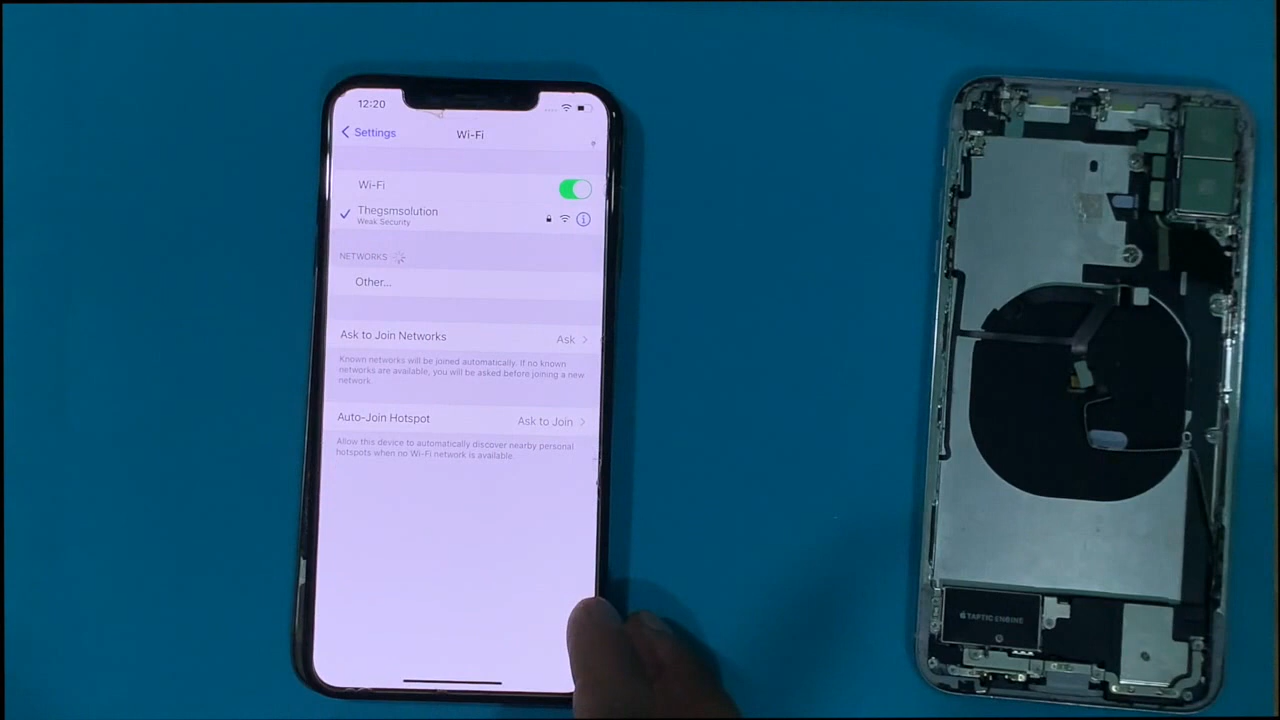 12:20
Settings
Wi-Fi
Wi-Fi
Thegsmsolution
Weak Security
NETWORKS
Other...
Ask to Join Networks Ask
Known networks will be joined automatically. If no known
networks are available, you will be asked before joining a new
network.
Auto-Join Hotspot Ask to Join
Allow this device to automatically discover nearby personal
hotspots when no Wi-Fi network is available.
TAPTIC ENGINE